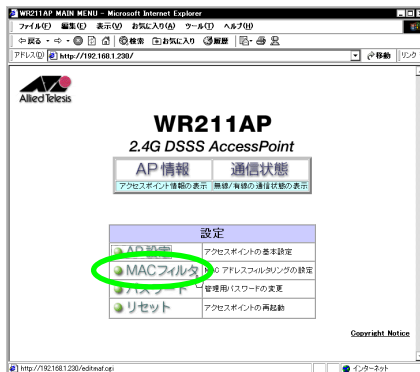 WR211AP MAIN MENU - Microsoft Internet Explorer
ファイル(F) 編集(E) 表示(V) お気に入り(A) ツール(T) ヘルプ(H)
戻る 検索 お気に入り 履歴
アドレス(D) http://192.168.1.230/ 移動 リンク
Allied Telesis
WR211AP
2.4G DSSS AccessPoint
AP 情報 通信状態
アクセスポイント情報の表示 無線/有線の通信状態の表示
設定
AP 設定 アクセスポイントの基本設定
MACフィルタ MAC アドレスフィルタリングの設定
パスワード 管理用パスワードの変更
リセット アクセスポイントの再起動
Copyright Notice
http://192.168.1.230/editmaf.cgi インターネット